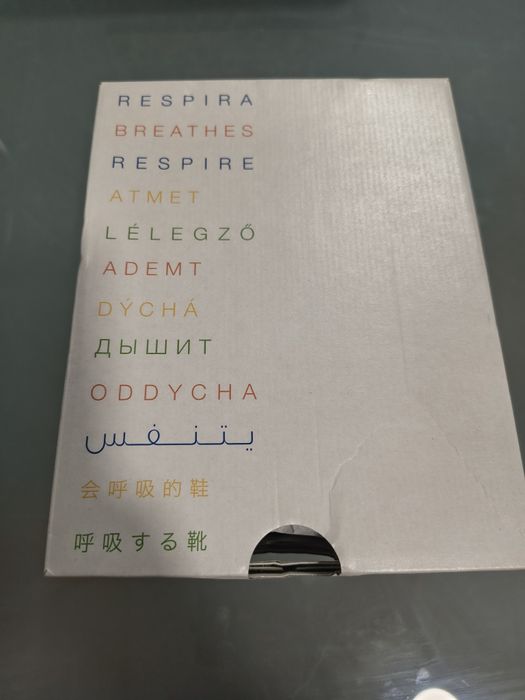 RESPIRA
BREATHES
RESPIRE
ATMET
LÉLEGZŐ
ADEMT
DÝCHÁ
ДЫШИТ
ODDYCHA
يتنفس
会呼吸的鞋
呼吸する靴